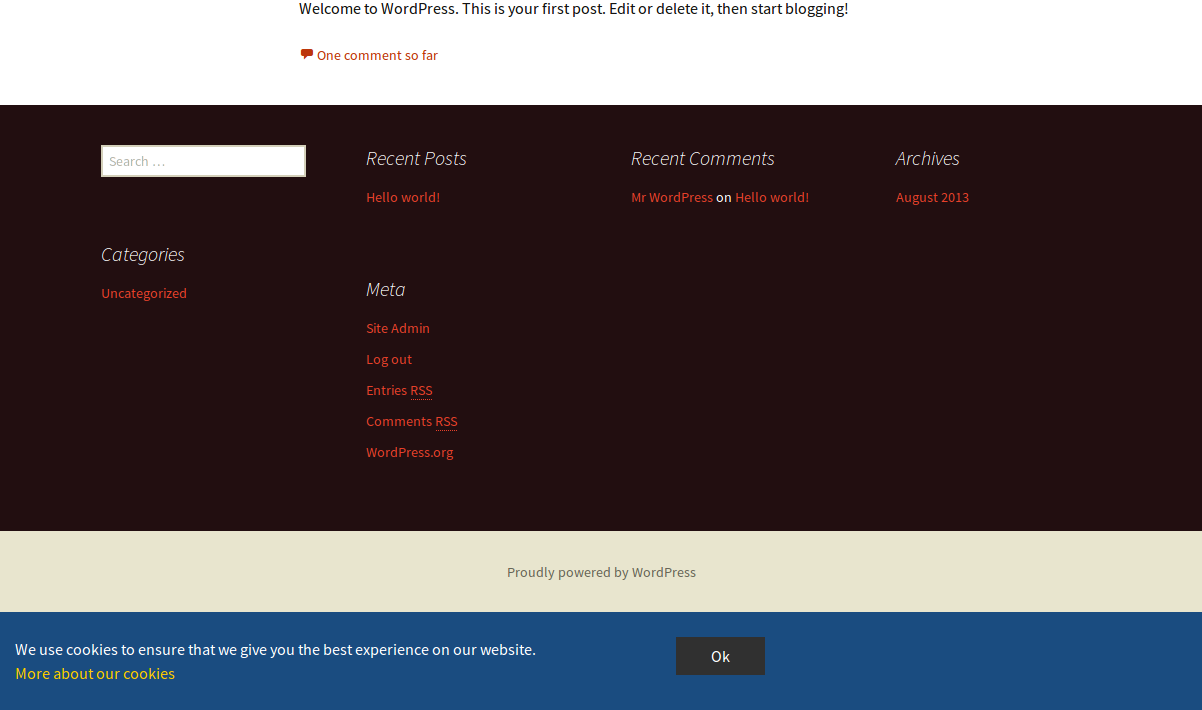 Welcome to WordPress. This is your first post. Edit or delete it, then start blogging!
One comment so far
Search …
Recent Posts
Hello world!
Recent Comments
Mr WordPress on Hello world!
Archives
August 2013
Categories
Uncategorized
Meta
Site Admin
Log out
Entries RSS
Comments RSS
WordPress.org
Proudly powered by WordPress
We use cookies to ensure that we give you the best experience on our website.
More about our cookies
Ok